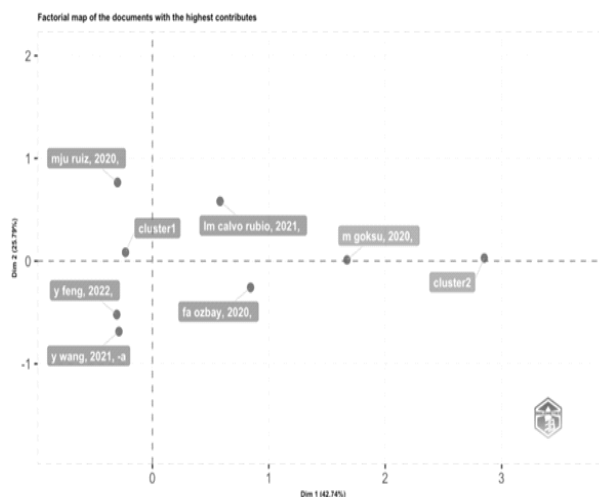 Factorial map of the documents with the highest contributes
2
mju ruiz, 2020,
1
cluster1
lm calvo rubio, 2021,
m goksu, 2020,
Dim 2 (25.79%)
0
y feng, 2022,
cluster2
fa ozbay, 2020,
y wang, 2021, -a
-1
0 1 2 3
Dim 1 (42.74%)